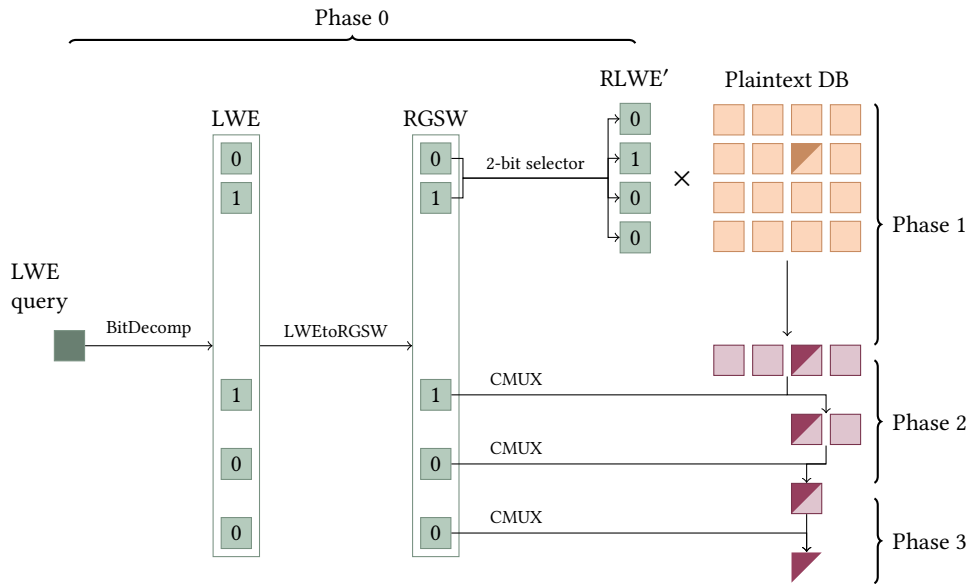 Phase 0
RLWE′
Plaintext DB
LWE
RGSW
0
0
0
2-bit selector
1
1
1
×
0
0
Phase 1
LWE
query
BitDecomp
LWEtoRGSW
1
1
CMUX
Phase 2
0
0
CMUX
0
0
CMUX
Phase 3